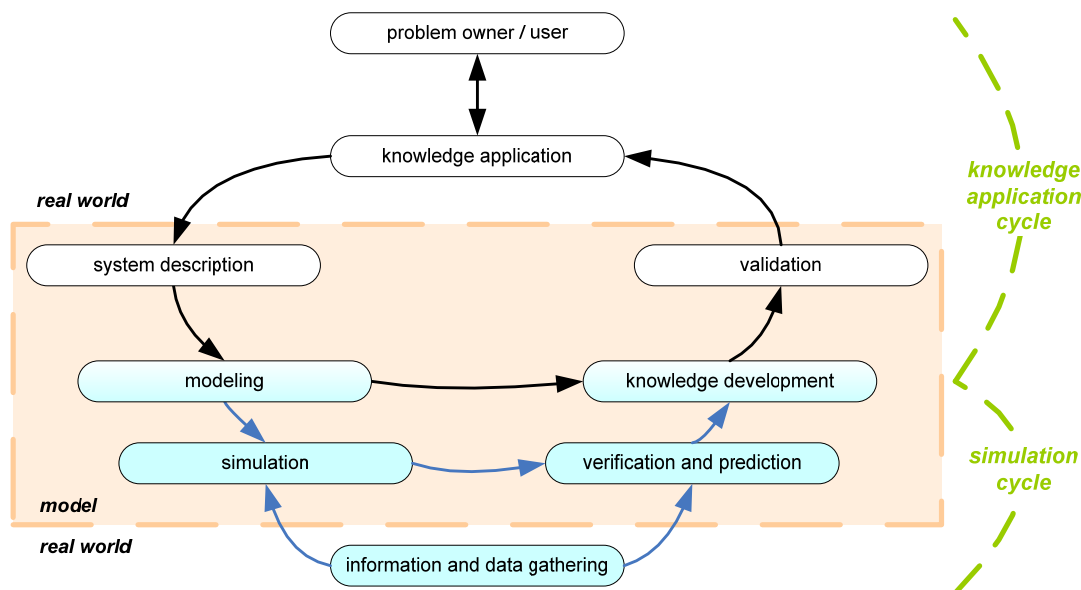 problem owner / user
knowledge application
real world
knowledge
application
cycle
system description
validation
modeling
knowledge development
simulation
verification and prediction
simulation
cycle
model
real world
information and data gathering